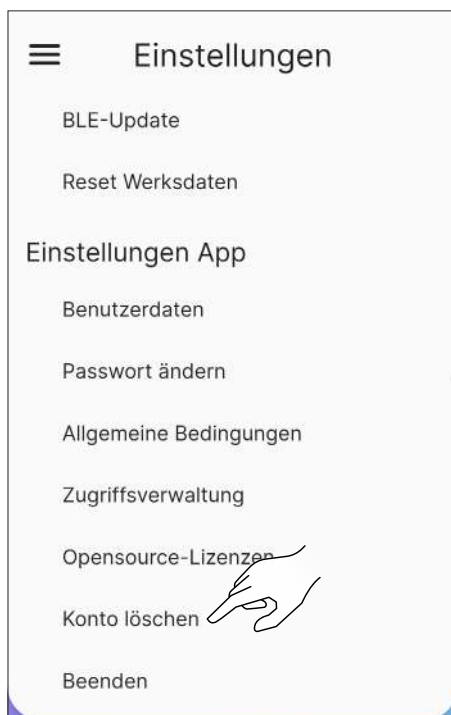 Einstellungen
BLE-Update
Reset Werksdaten
Einstellungen App
Benutzerdaten
Passwort ändern
Allgemeine Bedingungen
Zugriffsverwaltung
Opensource-Lizenzen
Konto löschen
Beenden